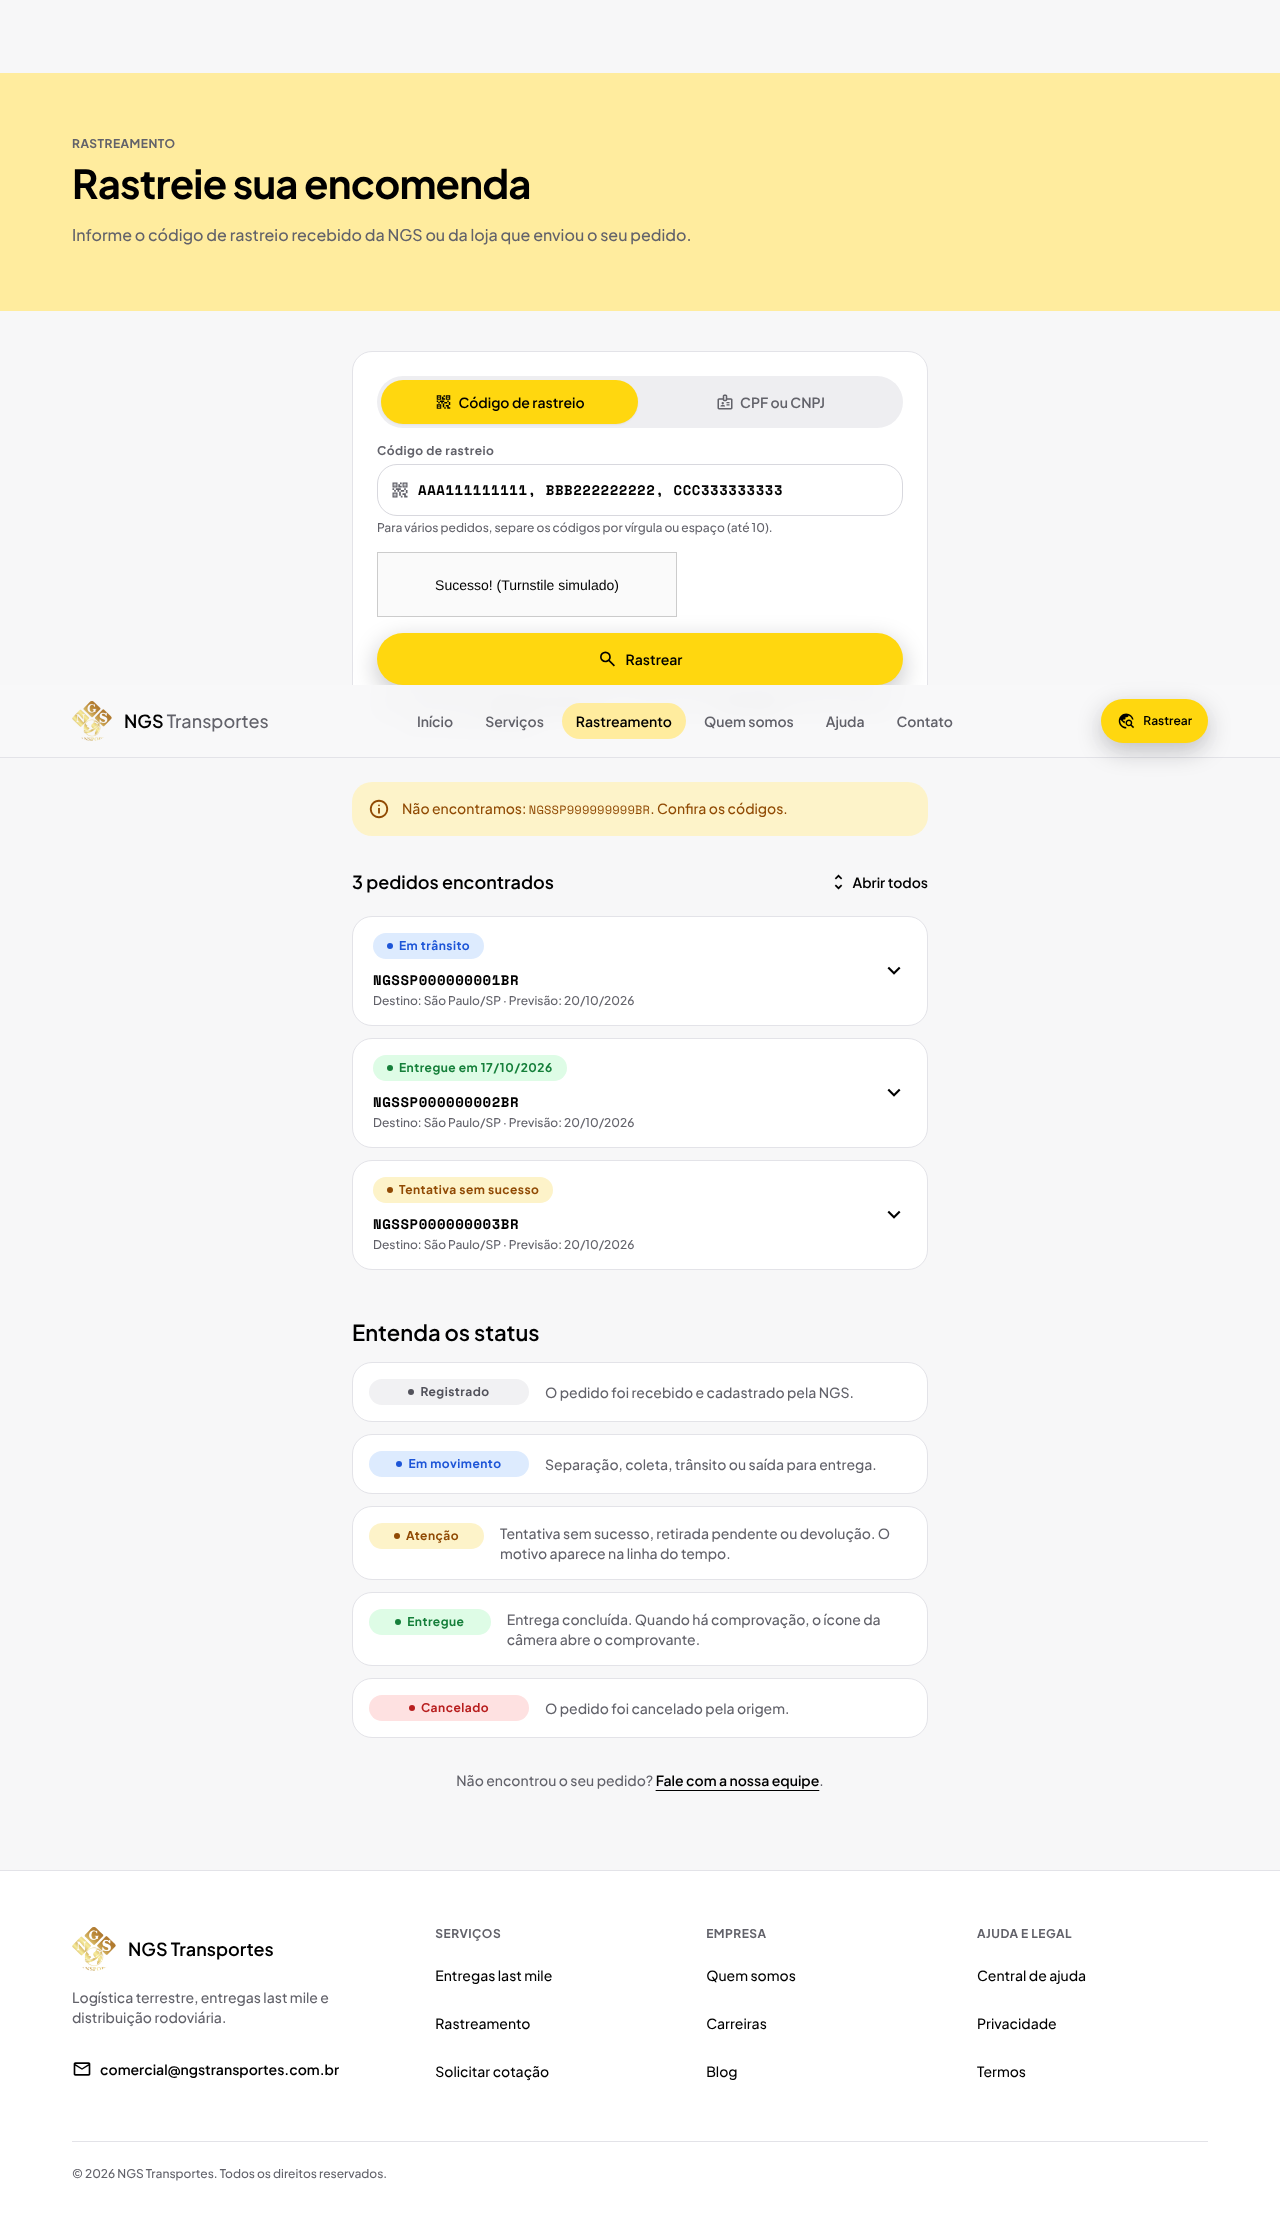 RASTREAMENTO
Rastreie sua encomenda
Informe o código de rastreio recebido da NGS ou da loja que enviou o seu pedido.
Código de rastreio
CPF ou CNPJ
Código de rastreio
AAA111111111, BBB222222222, CCC333333333
Para vários pedidos, separe os códigos por vírgula ou espaço (até 10).
Sucesso! (Turnstile simulado)
Rastrear
NGS Transportes
Início
Serviços
Rastreamento
Quem somos
Ajuda
Contato
Rastrear
Não encontramos: NGSSP999999999BR. Confira os códigos.
3 pedidos encontrados
Abrir todos
Em trânsito
NGSSP000000001BR
Destino: São Paulo/SP · Previsão: 20/10/2026
Entregue em 17/10/2026
NGSSP000000002BR
Destino: São Paulo/SP · Previsão: 20/10/2026
Tentativa sem sucesso
NGSSP000000003BR
Destino: São Paulo/SP · Previsão: 20/10/2026
Entenda os status
Registrado
O pedido foi recebido e cadastrado pela NGS.
Em movimento
Separação, coleta, trânsito ou saída para entrega.
Atenção
Tentativa sem sucesso, retirada pendente ou devolução. O
motivo aparece na linha do tempo.
Entregue
Entrega concluída. Quando há comprovação, o ícone da
câmera abre o comprovante.
Cancelado
O pedido foi cancelado pela origem.
Não encontrou o seu pedido? Fale com a nossa equipe.
NGS Transportes
Logística terrestre, entregas last mile e
distribuição rodoviária.
comercial@ngstransportes.com.br
SERVIÇOS
Entregas last mile
Rastreamento
Solicitar cotação
EMPRESA
Quem somos
Carreiras
Blog
AJUDA E LEGAL
Central de ajuda
Privacidade
Termos
© 2026 NGS Transportes. Todos os direitos reservados.